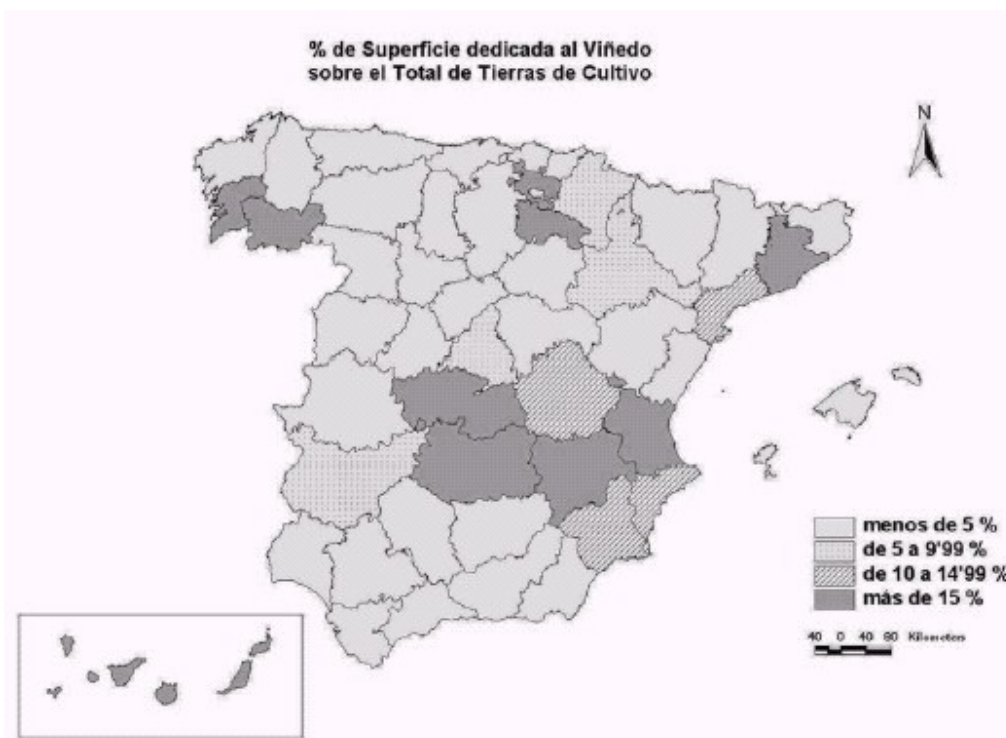 % de Superficie dedicada al Viñedo
sobre el Total de Tierras de Cultivo
N
menos de 5 %
de 5 a 9'99 %
de 10 a 14'99 %
más de 15 %
40 0 40 80 Kilometers